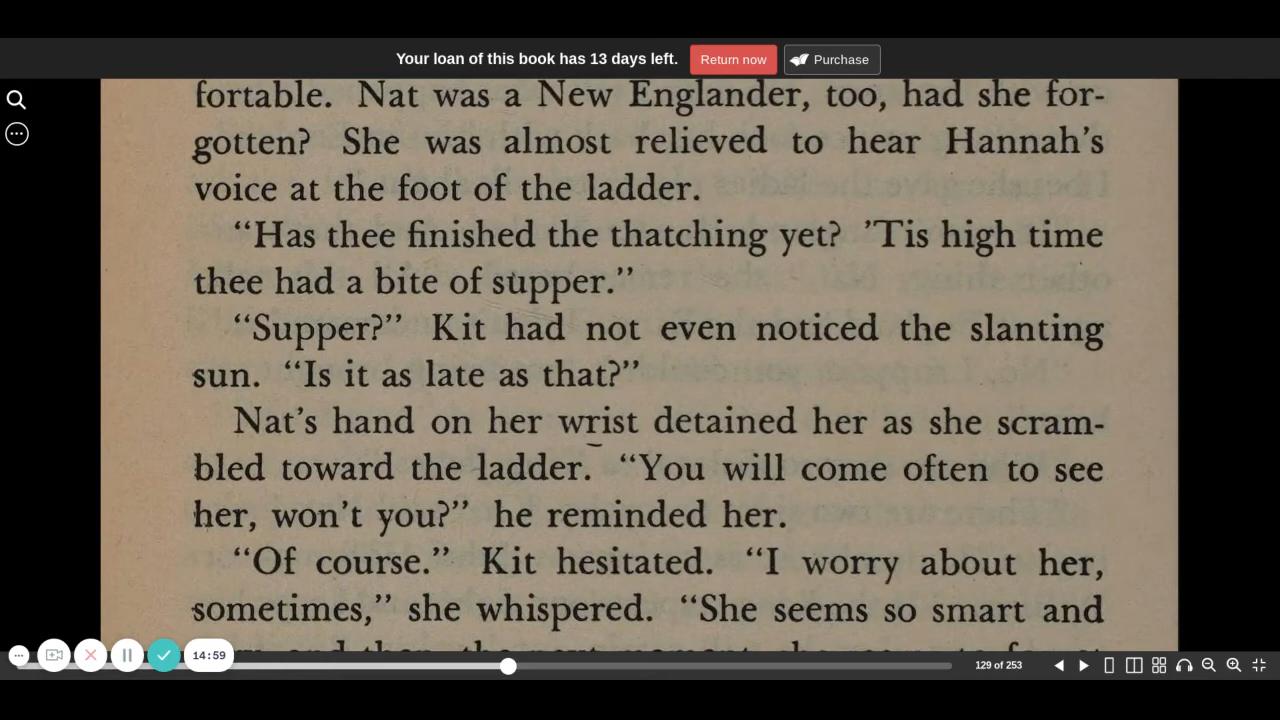 Your loan of this book has 13 days left. Return now Purchase
fortable. Nat was a New Englander, too, had she for-
gotten? She was almost relieved to hear Hannah's
voice at the foot of the ladder.
“Has thee finished the thatching yet? ’Tis high time
thee had a bite of supper.”
“Supper?” Kit had not even noticed the slanting
sun. “Is it as late as that?”
Nat’s hand on her wrist detained her as she scram-
bled toward the ladder. “You will come often to see
her, won’t you?” he reminded her.
“Of course.” Kit hesitated. “I worry about her,
sometimes,” she whispered. “She seems so smart and
14:59
129 of 253